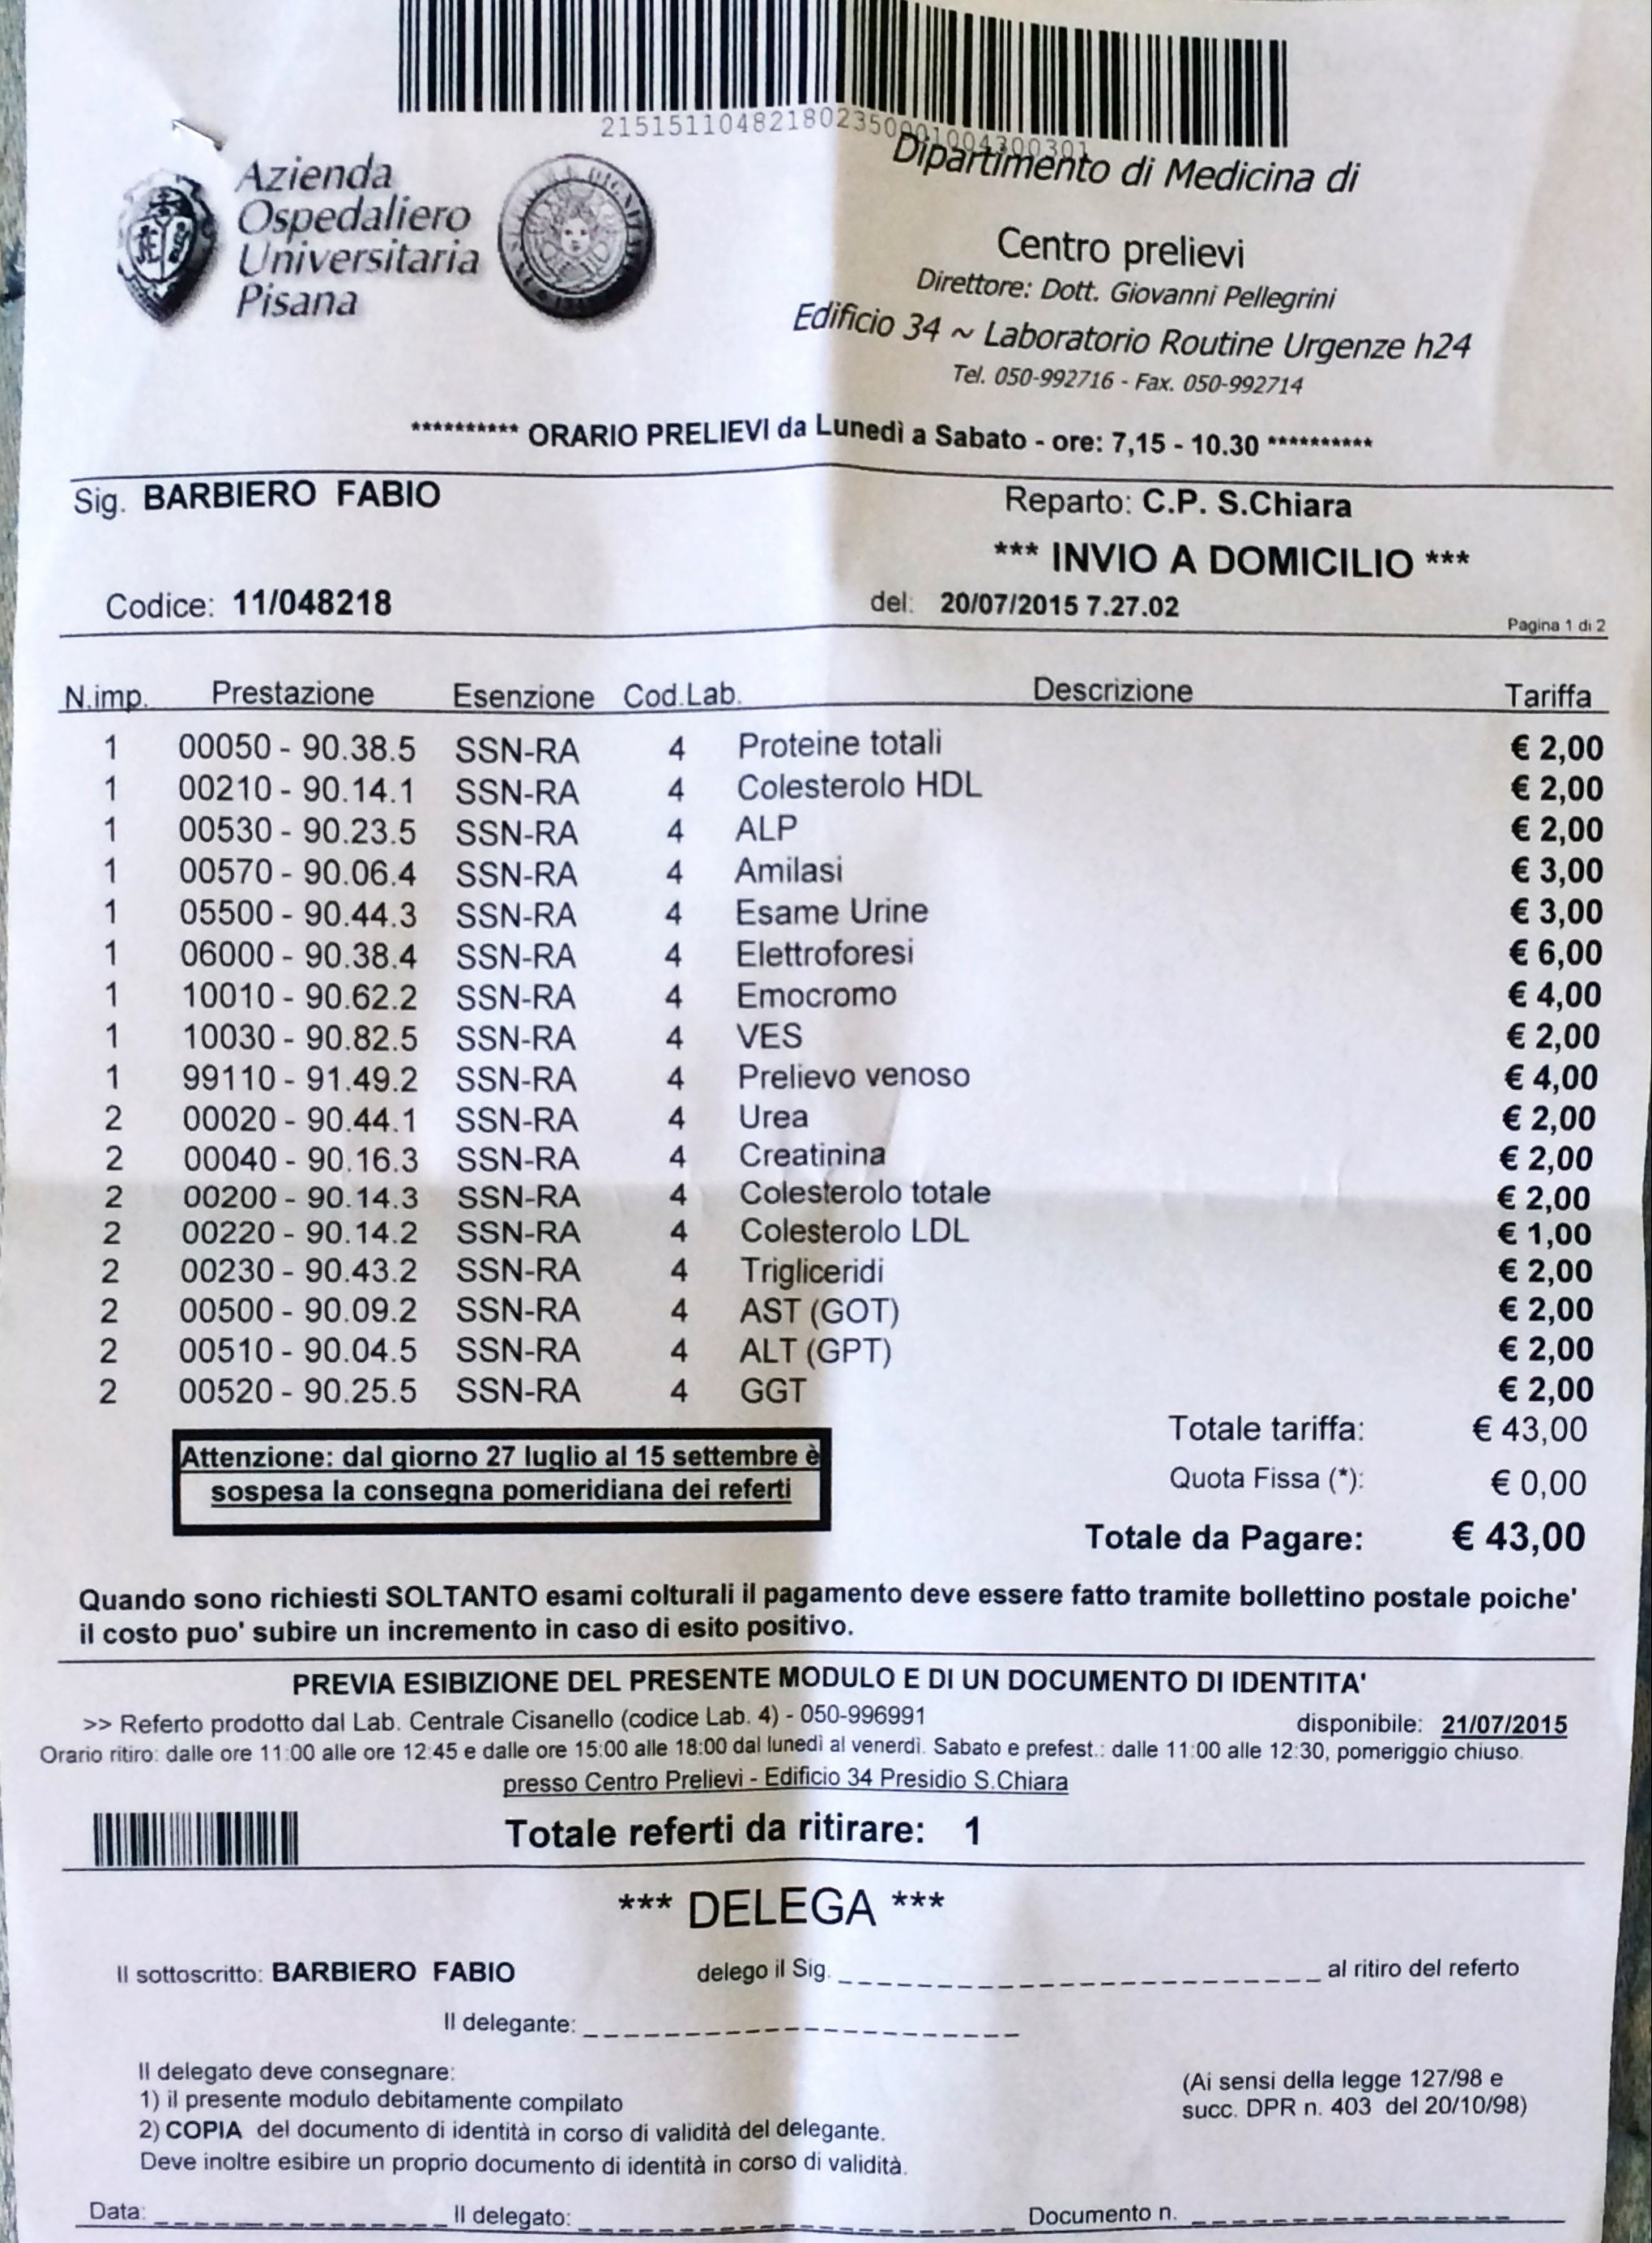 21515110482180235000100430030​1
Azienda
Ospedaliero
Universitaria
Pisana
Dipartimento di Medicina di
Centro prelievi
Direttore: Dott. Giovanni Pellegrini
Edificio 34 ~ Laboratorio Routine Urgenze h24
Tel. 050-992716 - Fax. 050-992714
********** ORARIO PRELIEVI da Lunedì a Sabato - ore: 7,15 - 10.30 **********
Sig. BARBIERO FABIO Reparto: C.P. S.Chiara
*** INVIO A DOMICILIO ***
Codice: 11/048218 del: 20/07/2015 7.27.02
Pagina 1 di 2
N.imp. Prestazione Esenzione Cod.Lab. Descrizione Tariffa
1 00050 - 90.38.5 SSN-RA 4 Proteine totali € 2,00
1 00210 - 90.14.1 SSN-RA 4 Colesterolo HDL € 2,00
1 00530 - 90.23.5 SSN-RA 4 ALP € 2,00
1 00570 - 90.06.4 SSN-RA 4 Amilasi € 3,00
1 05500 - 90.44.3 SSN-RA 4 Esame Urine € 3,00
1 06000 - 90.38.4 SSN-RA 4 Elettroforesi € 6,00
1 10010 - 90.62.2 SSN-RA 4 Emocromo € 4,00
1 10030 - 90.82.5 SSN-RA 4 VES € 2,00
1 99110 - 91.49.2 SSN-RA 4 Prelievo venoso € 4,00
2 00020 - 90.44.1 SSN-RA 4 Urea € 2,00
2 00040 - 90.16.3 SSN-RA 4 Creatinina € 2,00
2 00200 - 90.14.3 SSN-RA 4 Colesterolo totale € 2,00
2 00220 - 90.14.2 SSN-RA 4 Colesterolo LDL € 1,00
2 00230 - 90.43.2 SSN-RA 4 Trigliceridi € 2,00
2 00500 - 90.09.2 SSN-RA 4 AST (GOT) € 2,00
2 00510 - 90.04.5 SSN-RA 4 ALT (GPT) € 2,00
2 00520 - 90.25.5 SSN-RA 4 GGT € 2,00
Totale tariffa: € 43,00
Quota Fissa (*): € 0,00
Totale da Pagare: € 43,00
Attenzione: dal giorno 27 luglio al 15 settembre è
sospesa la consegna pomeridiana dei referti
Quando sono richiesti SOLTANTO esami colturali il pagamento deve essere fatto tramite bollettino postale poiche'
il costo puo' subire un incremento in caso di esito positivo.
PREVIA ESIBIZIONE DEL PRESENTE MODULO E DI UN DOCUMENTO DI IDENTITA'
>> Referto prodotto dal Lab. Centrale Cisanello (codice Lab. 4) - 050-996991 disponibile: 21/07/2015
Orario ritiro: dalle ore 11:00 alle ore 12:45 e dalle ore 15:00 alle 18:00 dal lunedì al venerdì. Sabato e prefest.: dalle 11:00 alle 12:30, pomeriggio chiuso.
presso Centro Prelievi - Edificio 34 Presidio S.Chiara
Totale referti da ritirare: 1
*** DELEGA ***
Il sottoscritto: BARBIERO FABIO delego il Sig. al ritiro del referto
Il delegante:
Il delegato deve consegnare:
1) il presente modulo debitamente compilato
2) COPIA del documento di identità in corso di validità del delegante.
Deve inoltre esibire un proprio documento di identità in corso di validità.
(Ai sensi della legge 127/98 e
succ. DPR n. 403 del 20/10/98)
Data: Il delegato: Documento n.